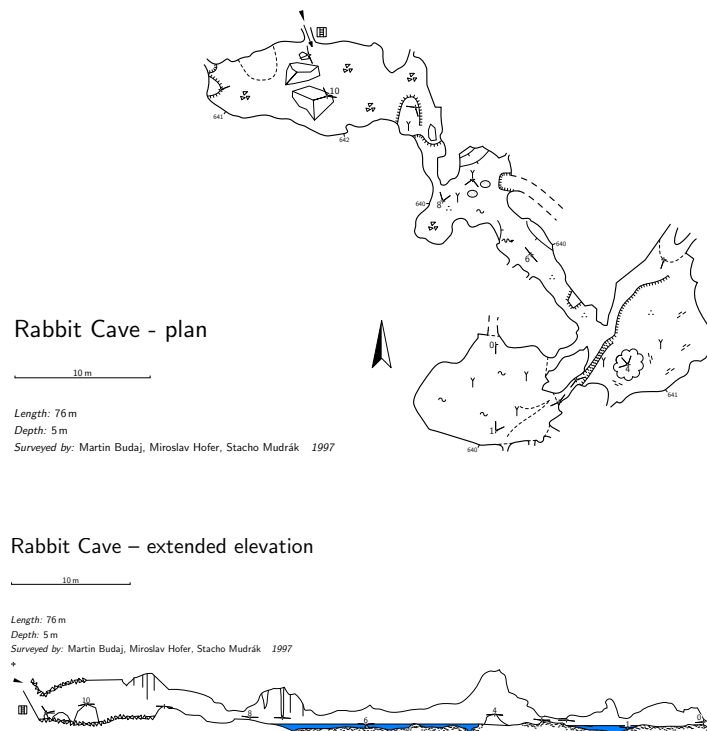 10
641
642
640
8
640
6
Rabbit Cave - plan
0
10 m
4
641
Length: 76 m
Depth: 5 m
1
Surveyed by: Martin Budaj, Miroslav Hofer, Stacho Mudrák 1997
640
Rabbit Cave – extended elevation
10 m
Length: 76 m
Depth: 5 m
Surveyed by: Martin Budaj, Miroslav Hofer, Stacho Mudrák 1997
10
8
6
4
1
0